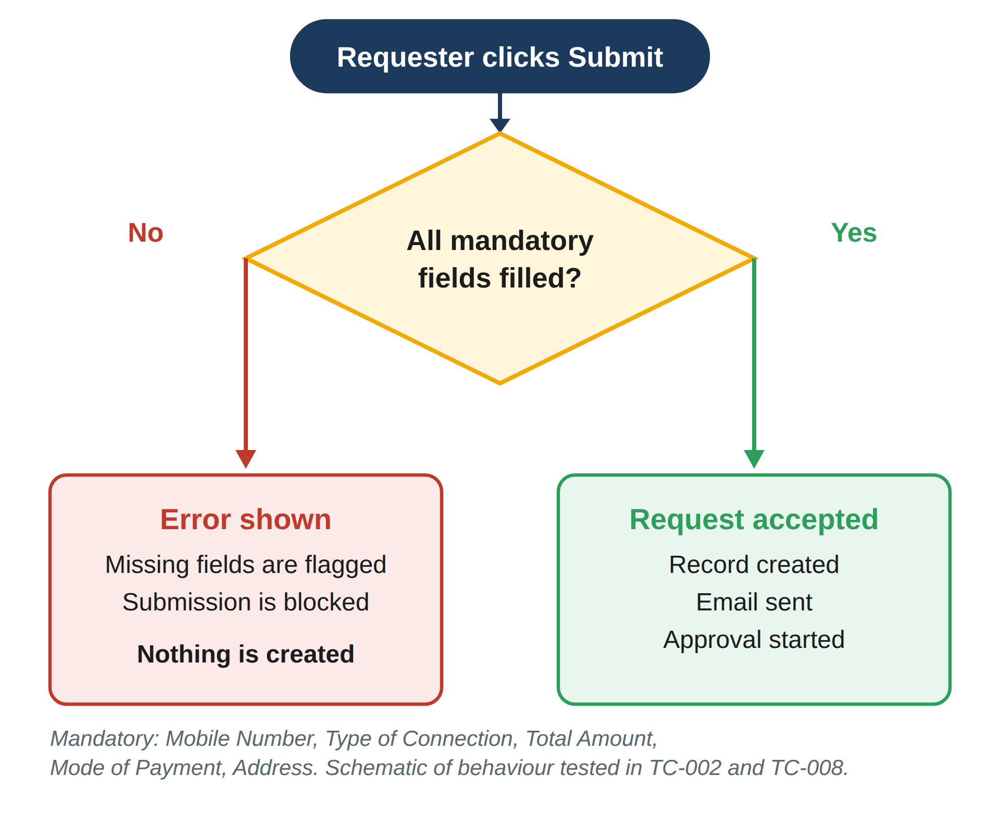 Requester clicks Submit
All mandatory
fields filled?
No
Yes
Error shown
Missing fields are flagged
Submission is blocked
Nothing is created
Request accepted
Record created
Email sent
Approval started
Mandatory: Mobile Number, Type of Connection, Total Amount,
Mode of Payment, Address. Schematic of behaviour tested in TC-002 and TC-008.